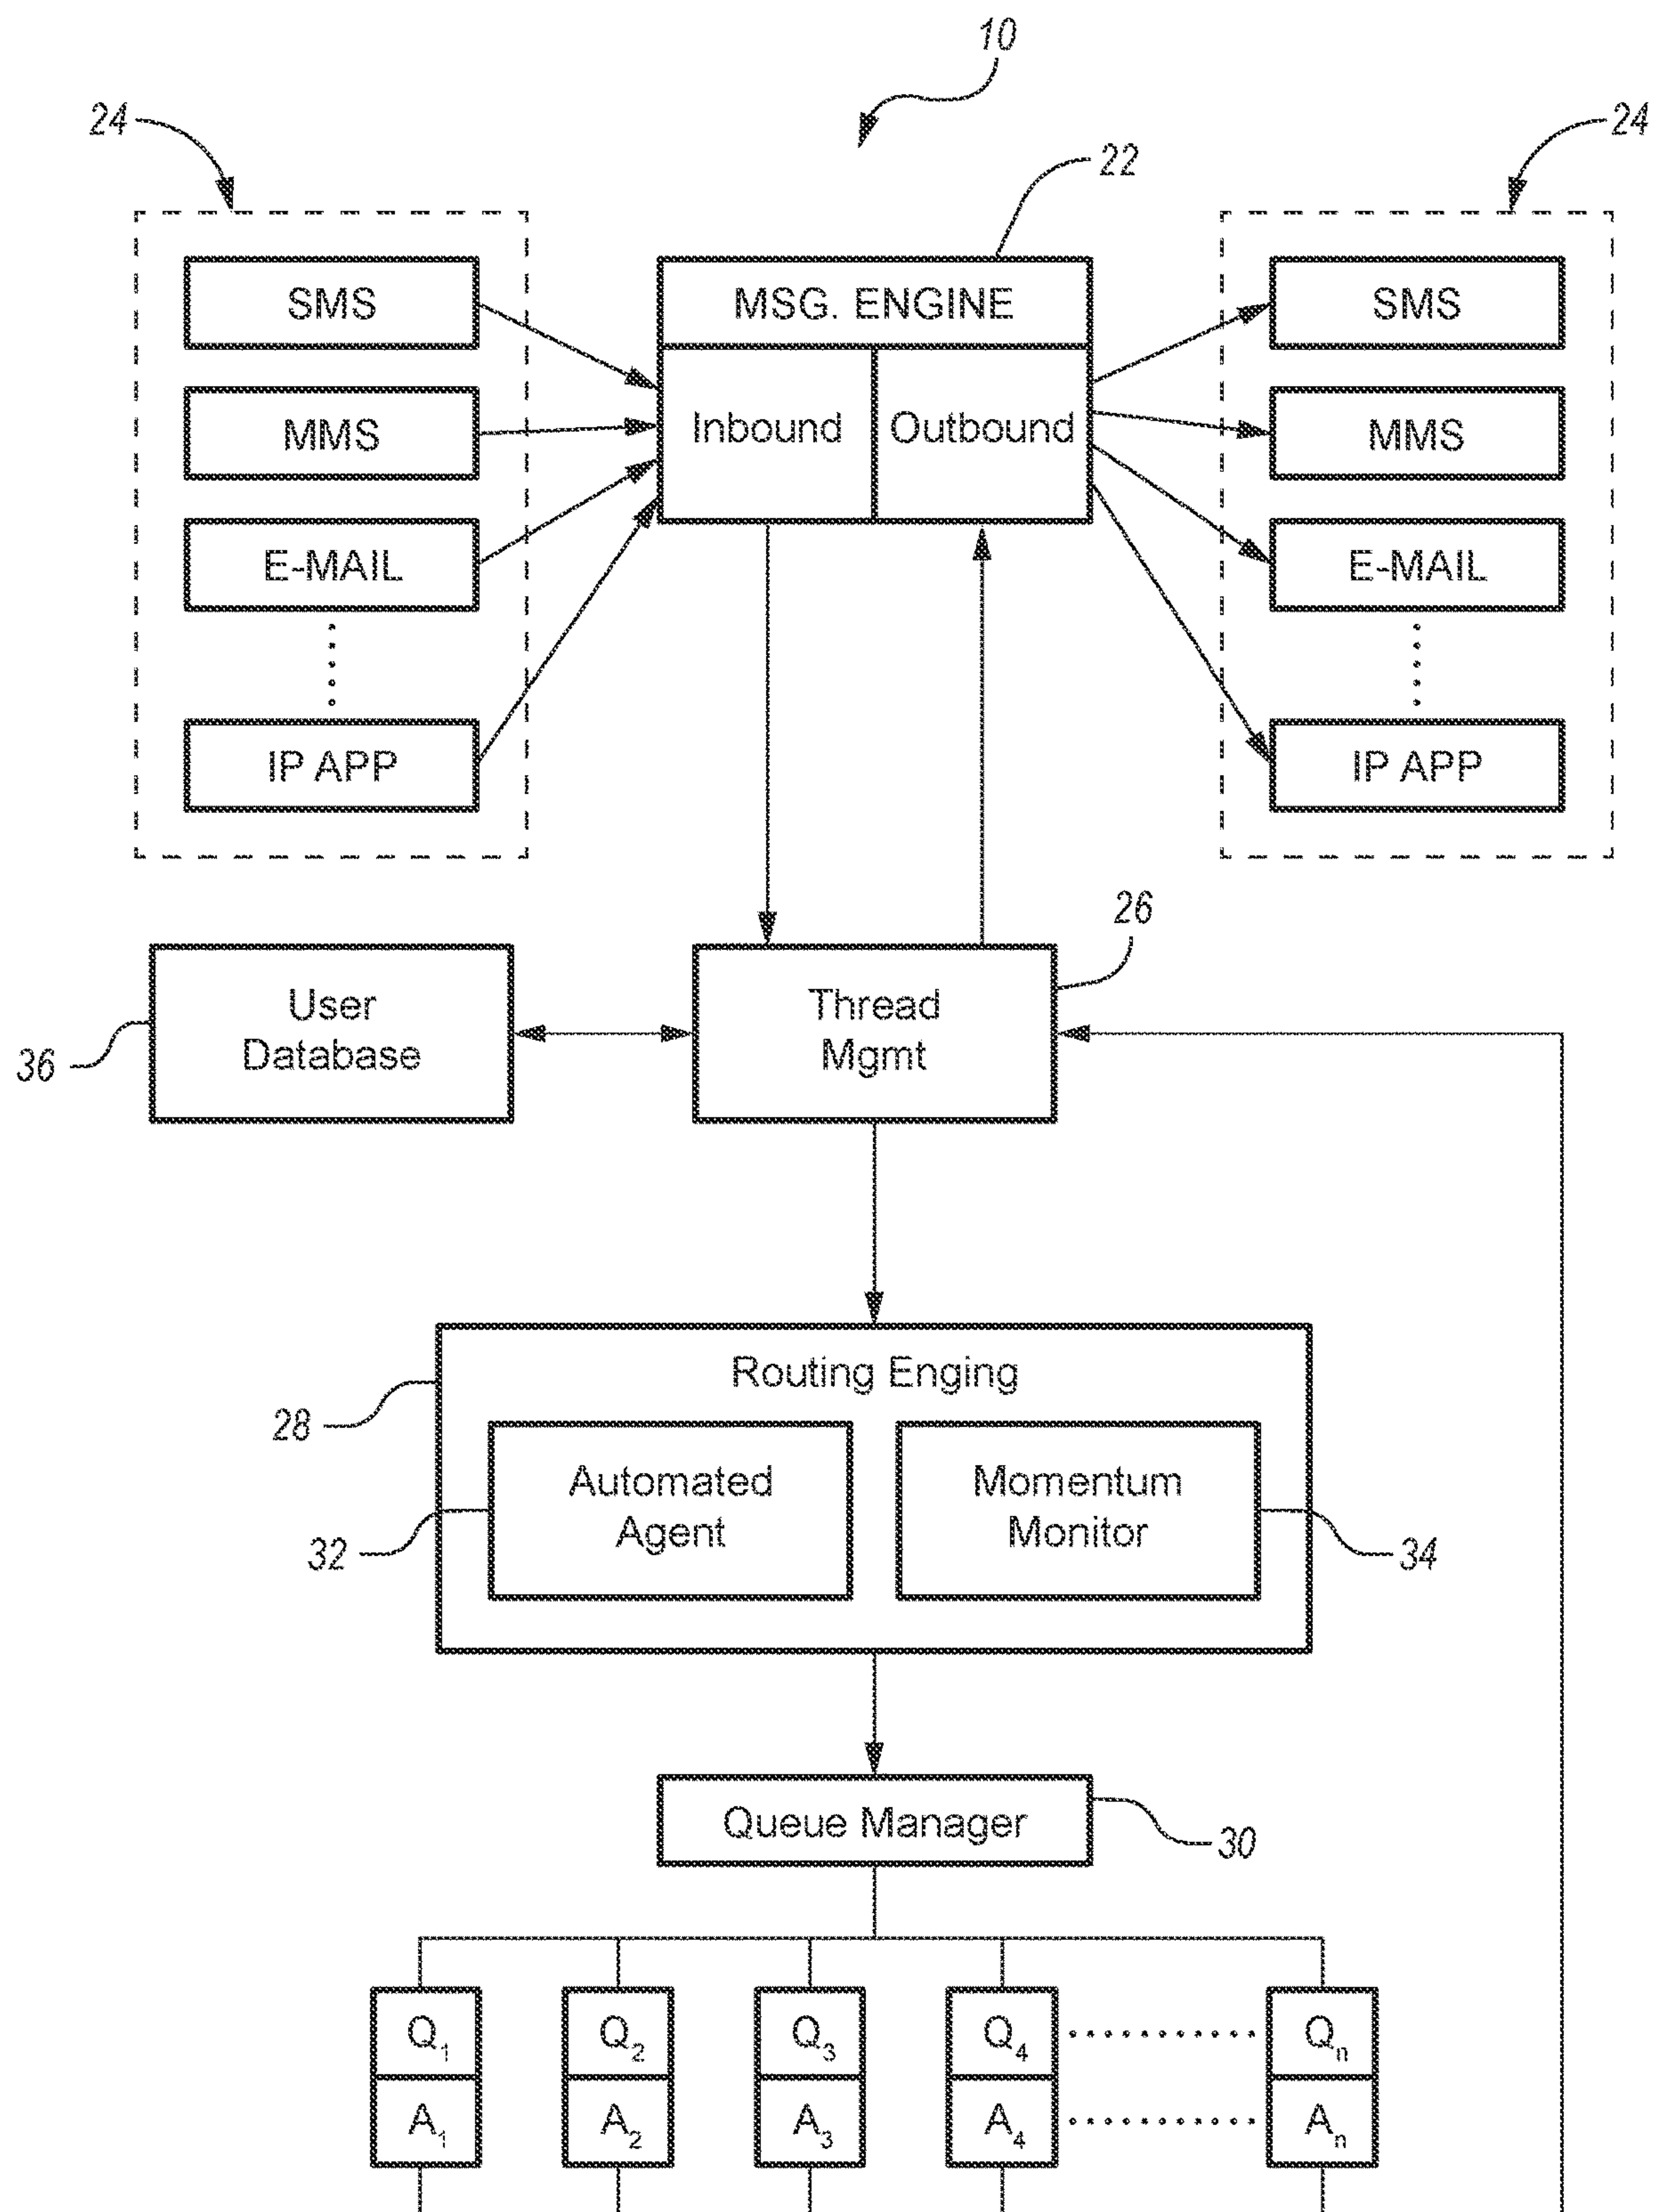 10
24
24
22
SMS
MSG. ENGINE
SMS
MMS
Inbound
Outbound
MMS
E-MAIL
E-MAIL
IP APP
IP APP
26
User
Database
Thread
Mgmt
36
Routing Enging
28
Automated
Agent
Momentum
Monitor
32
34
Queue Manager
30
Q1
Q2
Q3
Q4
Qn
A1
A2
A3
A4
An